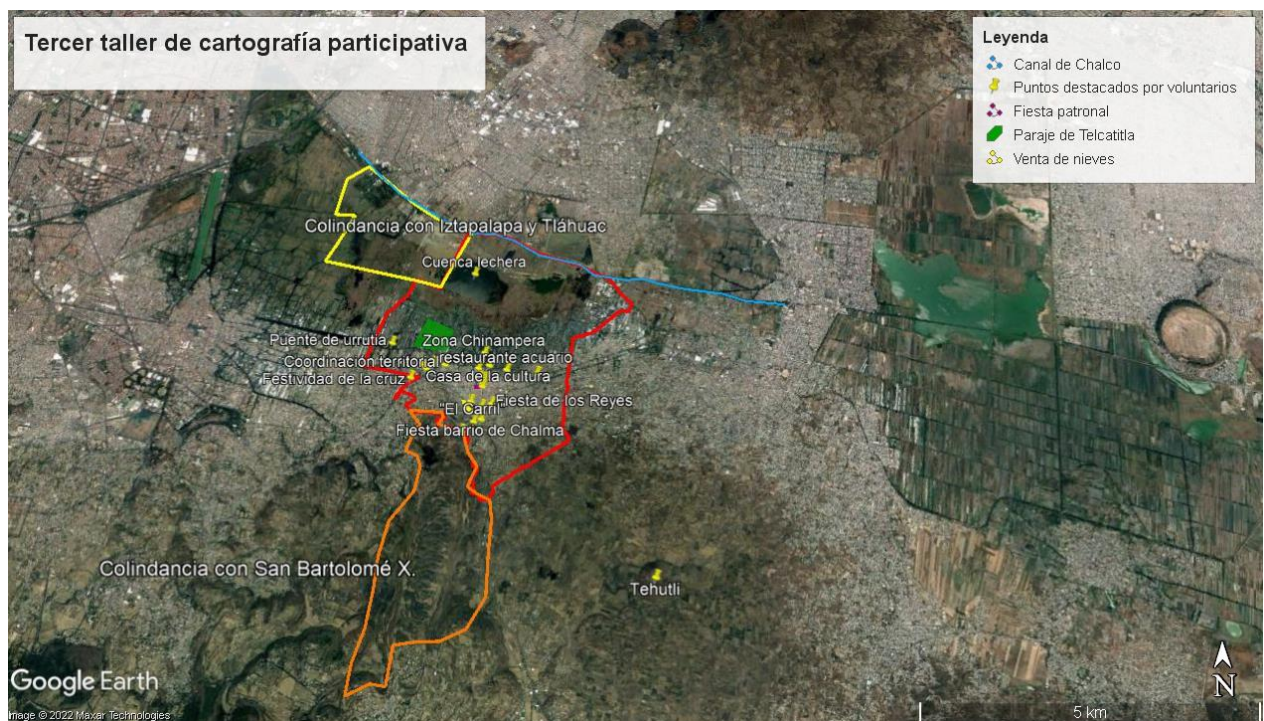 Tercer taller de cartografía participativa
Leyenda
Canal de Chalco
Puntos destacados por voluntarios
Fiesta patronal
Paraje de Telcatitla
Venta de nieves
Colindancia con Iztapalapa y Tláhuac
Cuenca lechera
Puente de urrutia
Zona Chinampera
Coordinación territorial
restaurante acuario
Festividad de la cruz
Casa de la cultura
"El Carril"
Fiesta de los Reyes
Fiesta barrio de Chalma
Colindancia con San Bartolomé X.
Tehutli
Google Earth
Image © 2022 Maxar Technologies
N
5 km